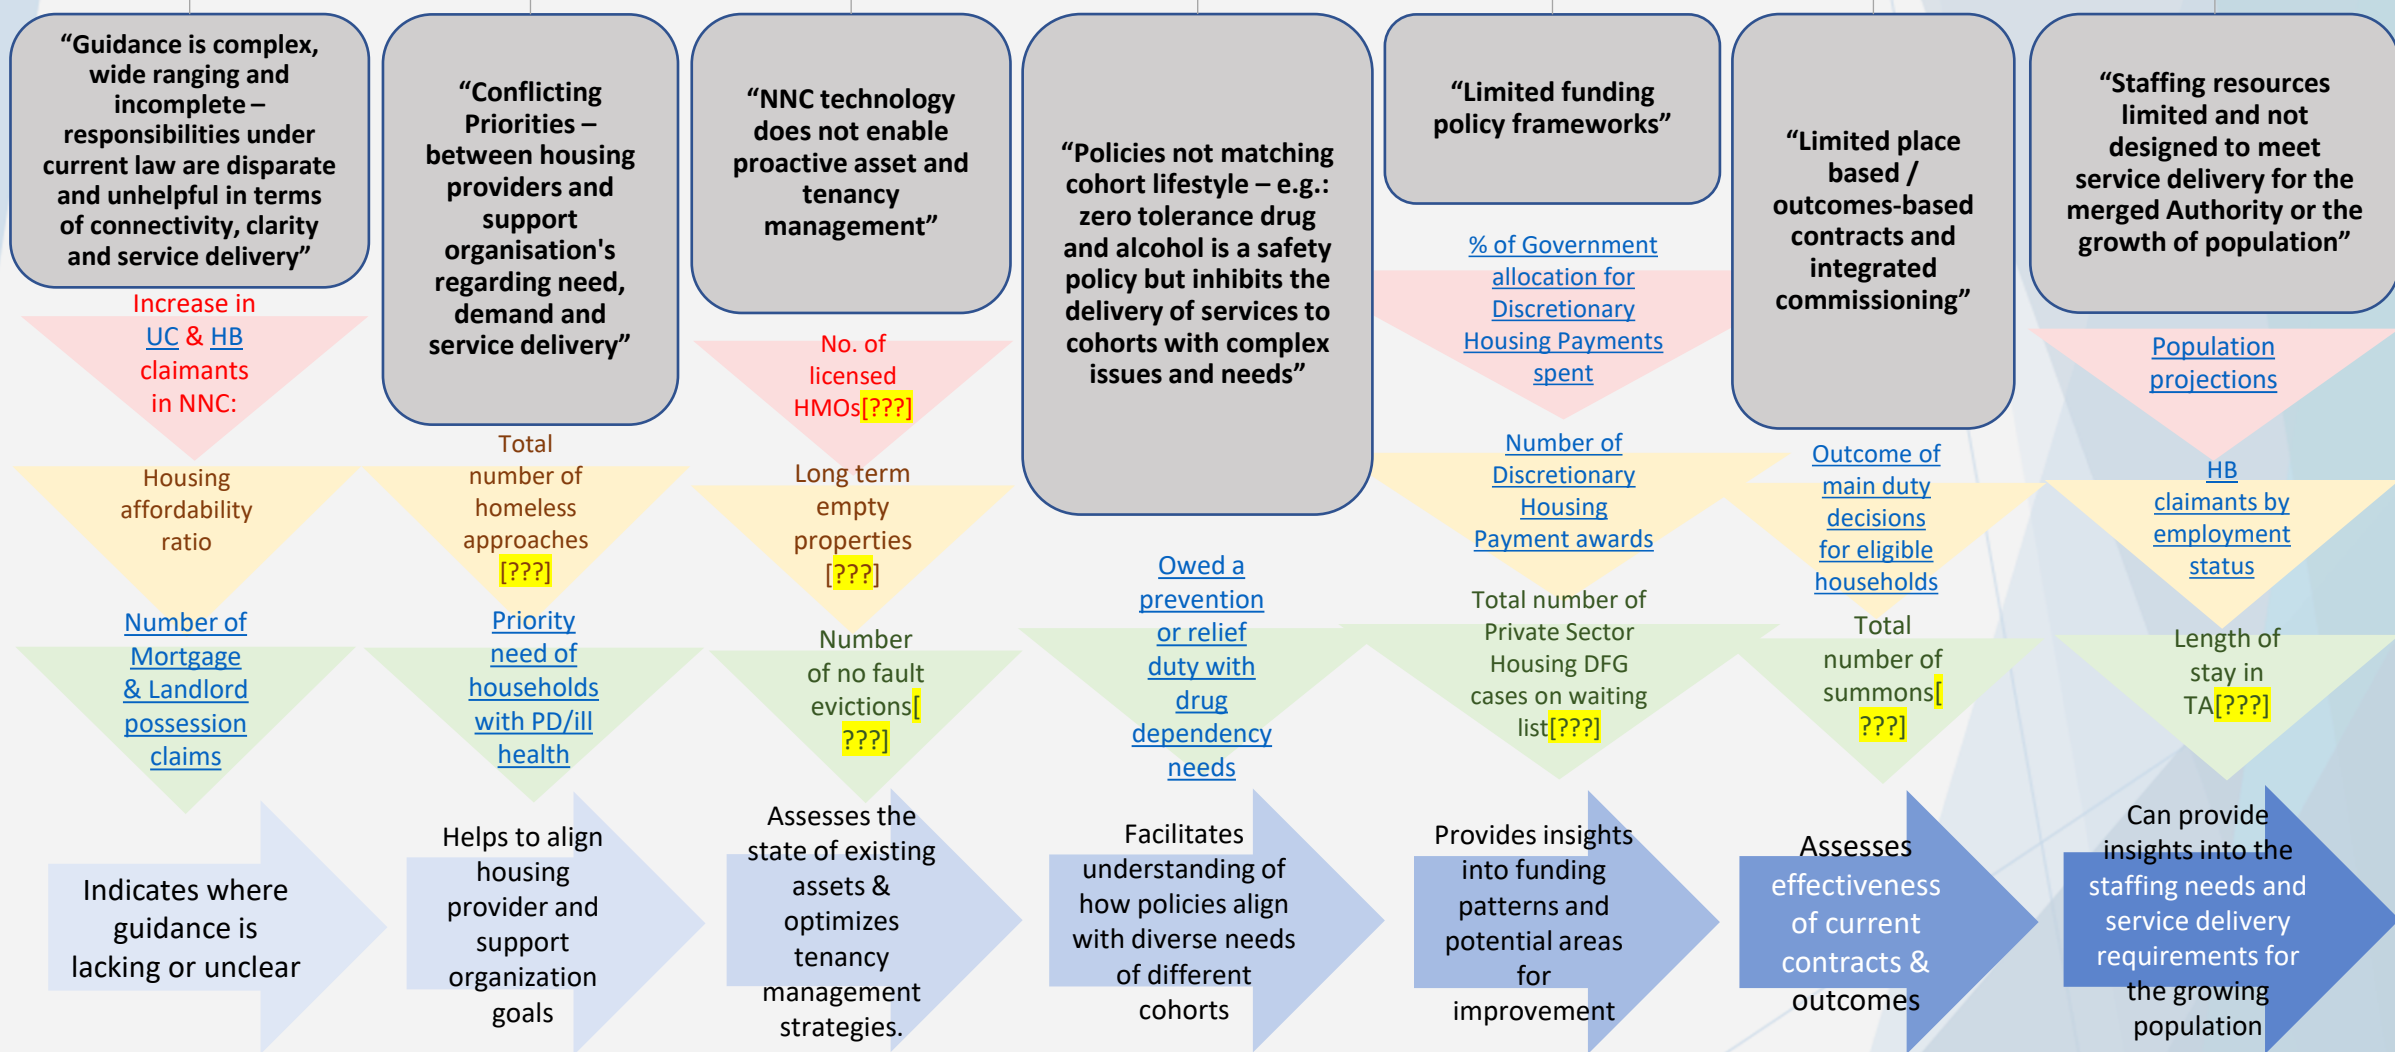 “Guidance is complex,
wide ranging and
incomplete –
responsibilities under
current law are disparate
and unhelpful in terms
of connectivity, clarity
and service delivery”
Increase in
UC & HB
claimants
in NNC:
Housing
affordability
ratio
Number of
Mortgage
& Landlord
possession
claims
Indicates where
guidance is
lacking or unclear
“Conflicting
Priorities –
between housing
providers and
support
organisation's
regarding need,
demand and
service delivery”
Total
number of
homeless
approaches
[???]
Priority
need of
households
with PD/ill
health
Helps to align
housing
provider and
support
organization
goals
“NNC technology
does not enable
proactive asset and
tenancy
management”
No. of
licensed
HMOs[???]
Long term
empty
properties
[???]
Number
of no fault
evictions[
???]
Assesses the
state of existing
assets &
optimizes
tenancy
management
strategies.
“Policies not matching
cohort lifestyle – e.g.:
zero tolerance drug
and alcohol is a safety
policy but inhibits the
delivery of services to
cohorts with complex
issues and needs”
Owed a
prevention
or relief
duty with
drug
dependency
needs
Facilitates
understanding of
how policies align
with diverse needs
of different
cohorts
“Limited funding
policy frameworks”
% of Government
allocation for
Discretionary
Housing Payments
spent
Number of
Discretionary
Housing
Payment awards
Total number of
Private Sector
Housing DFG
cases on waiting
list[???]
Provides insights
into funding
patterns and
potential areas
for
improvement
“Limited place
based /
outcomes-based
contracts and
integrated
commissioning”
Outcome of
main duty
decisions
for eligible
households
Total
number of
summons[
???]
Assesses
effectiveness
of current
contracts &
outcomes
“Staffing resources
limited and not
designed to meet
service delivery for the
merged Authority or the
growth of population”
Population
projections
HB
claimants by
employment
status
Length of
stay in
TA[???]
Can provide
insights into the
staffing needs and
service delivery
requirements for
the growing
population